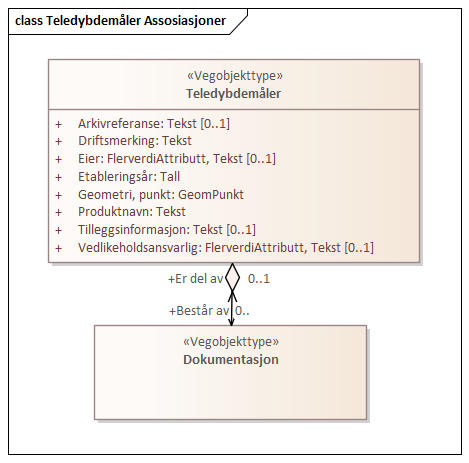 class Teledybdemåler Assosiasjoner
«Vegobjekttype»
Teledybdemåler
+ Arkivreferanse: Tekst [0..1]
+ Driftsmerking: Tekst
+ Eier: FlerverdiAttributt, Tekst [0..1]
+ Etableringsår: Tall
+ Geometri, punkt: GeomPunkt
+ Produktnavn: Tekst
+ Tilleggsinformasjon: Tekst [0..1]
+ Vedlikeholdsansvarlig: FlerverdiAttributt, Tekst [0..1]
+Er del av 0..1
+Består av 0..
«Vegobjekttype»
Dokumentasjon